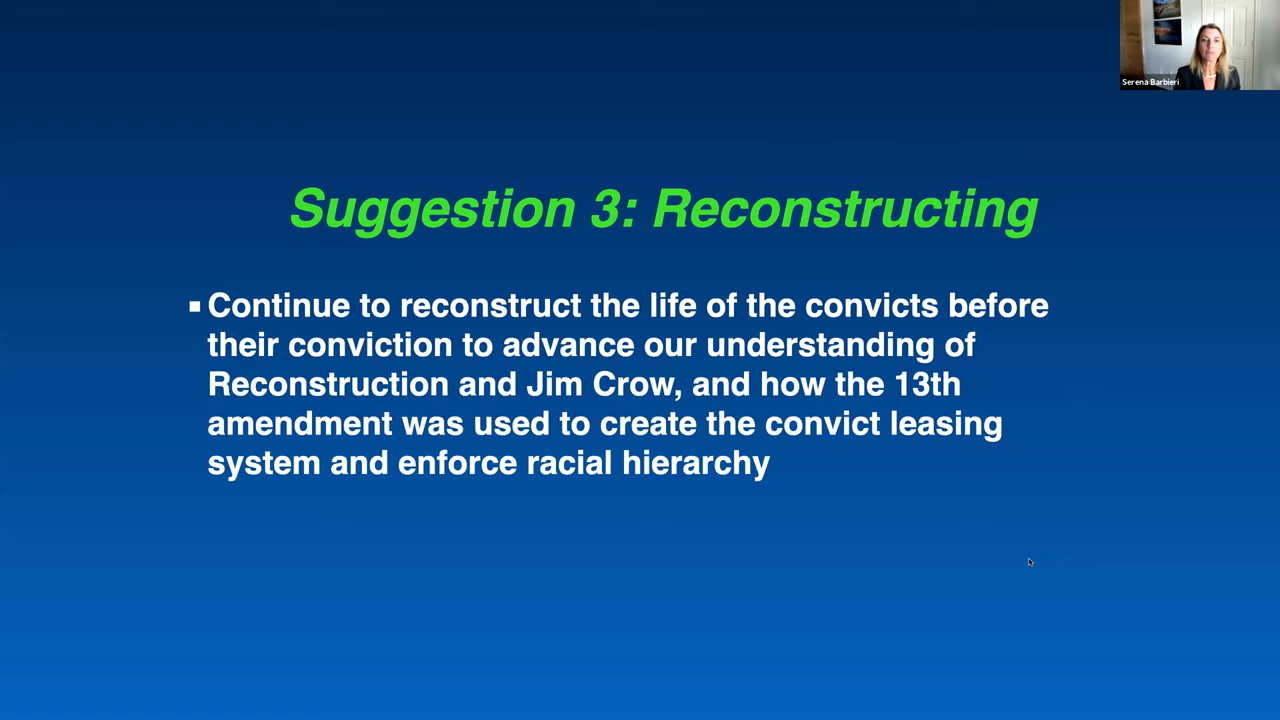 Serena Barbieri
Suggestion 3: Reconstructing
▪ Continue to reconstruct the life of the convicts before
their conviction to advance our understanding of
Reconstruction and Jim Crow, and how the 13th
amendment was used to create the convict leasing
system and enforce racial hierarchy